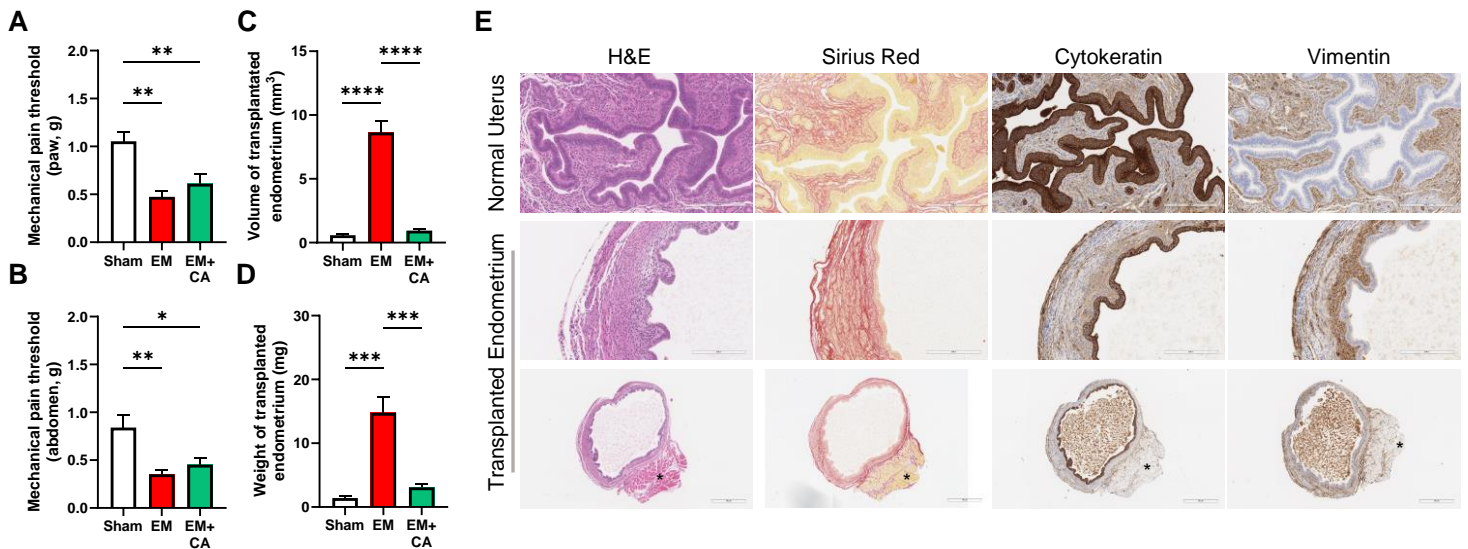 A
Mechanical pain threshold
(paw, g)
2.0
1.5
1.0
0.5
0.0
**
**
Sham
EM
EM+
CA
B
Mechanical pain threshold
(abdomen, g)
2.0
1.5
1.0
0.5
0.0
*
**
Sham
EM
EM+
CA
C
Volume of transplanted
endometrium (mm³)
15
10
5
0
****
****
Sham
EM
EM+
CA
D
Weight of transplanted
endometrium (mg)
30
20
10
0
***
***
Sham
EM
EM+
CA
E
H&E
Sirius Red
Cytokeratin
Vimentin
Normal Uterus
Transplanted Endometrium
*
*
*
*